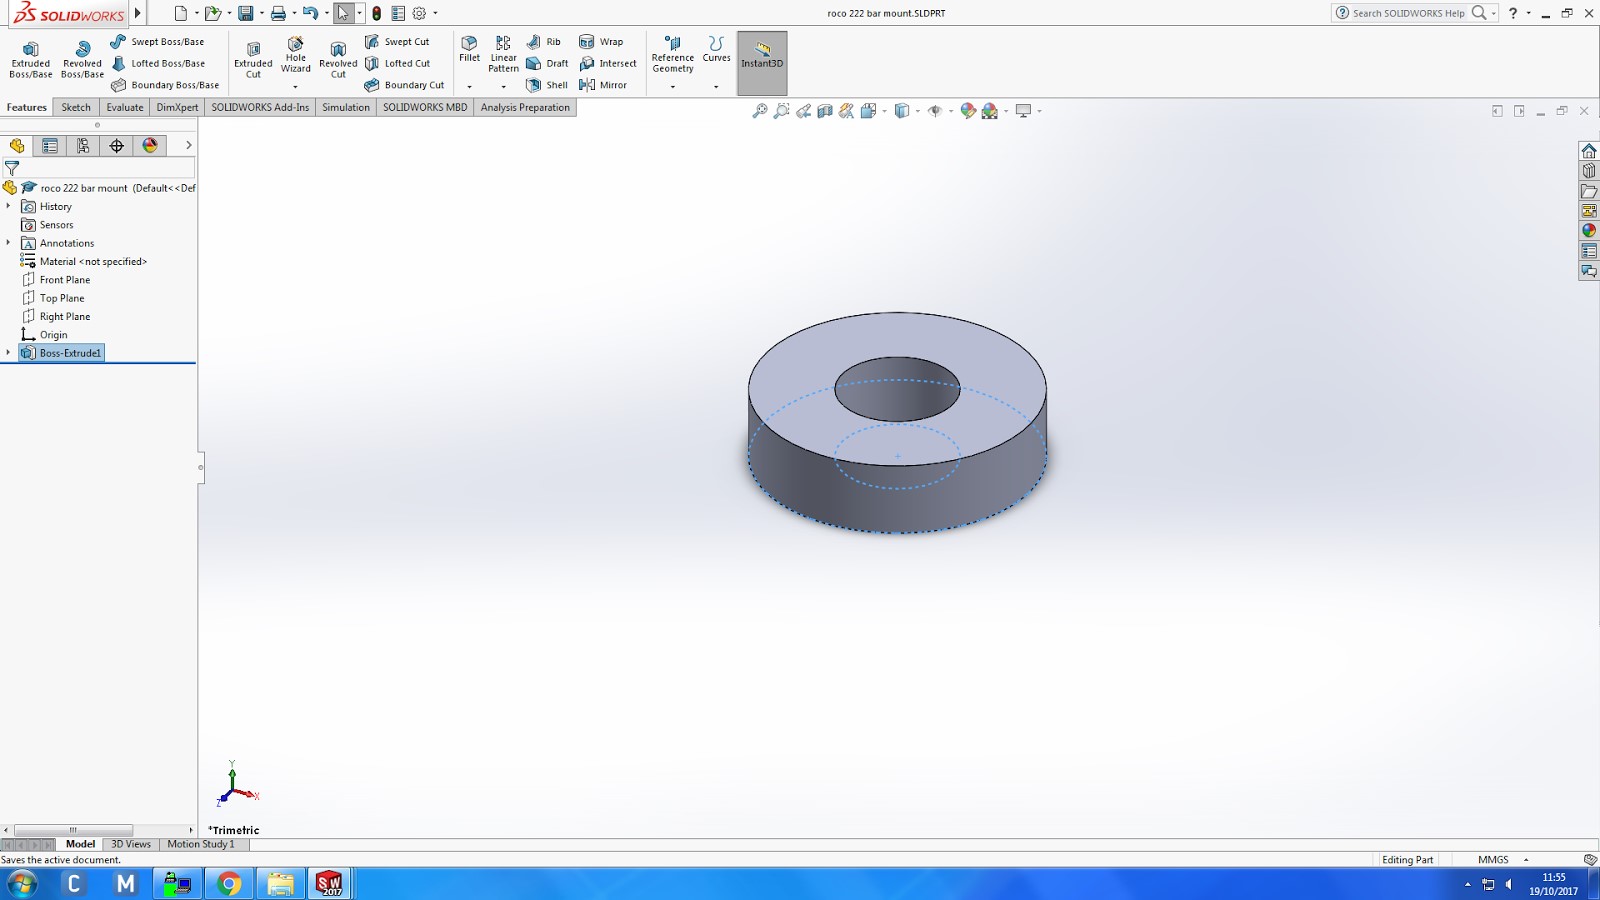 SOLIDWORKS
roco 222 bar mount.SLDPRT
Search SOLIDWORKS Help
?
Extruded Boss/Base
Revolved Boss/Base
Swept Boss/Base
Lofted Boss/Base
Boundary Boss/Base
Extruded Cut
Hole Wizard
Revolved Cut
Swept Cut
Lofted Cut
Boundary Cut
Fillet
Linear Pattern
Rib
Draft
Shell
Wrap
Intersect
Mirror
Reference Geometry
Curves
Instant3D
Features Sketch Evaluate DimXpert SOLIDWORKS Add-Ins Simulation SOLIDWORKS MBD Analysis Preparation
roco 222 bar mount (Default<<Def
History
Sensors
Annotations
Material <not specified>
Front Plane
Top Plane
Right Plane
Origin
Boss-Extrude1
Y
Z
X
*Trimetric
Model 3D Views Motion Study 1
Saves the active document.
Editing Part MMGS
C M SW 2017
11:55
19/10/2017